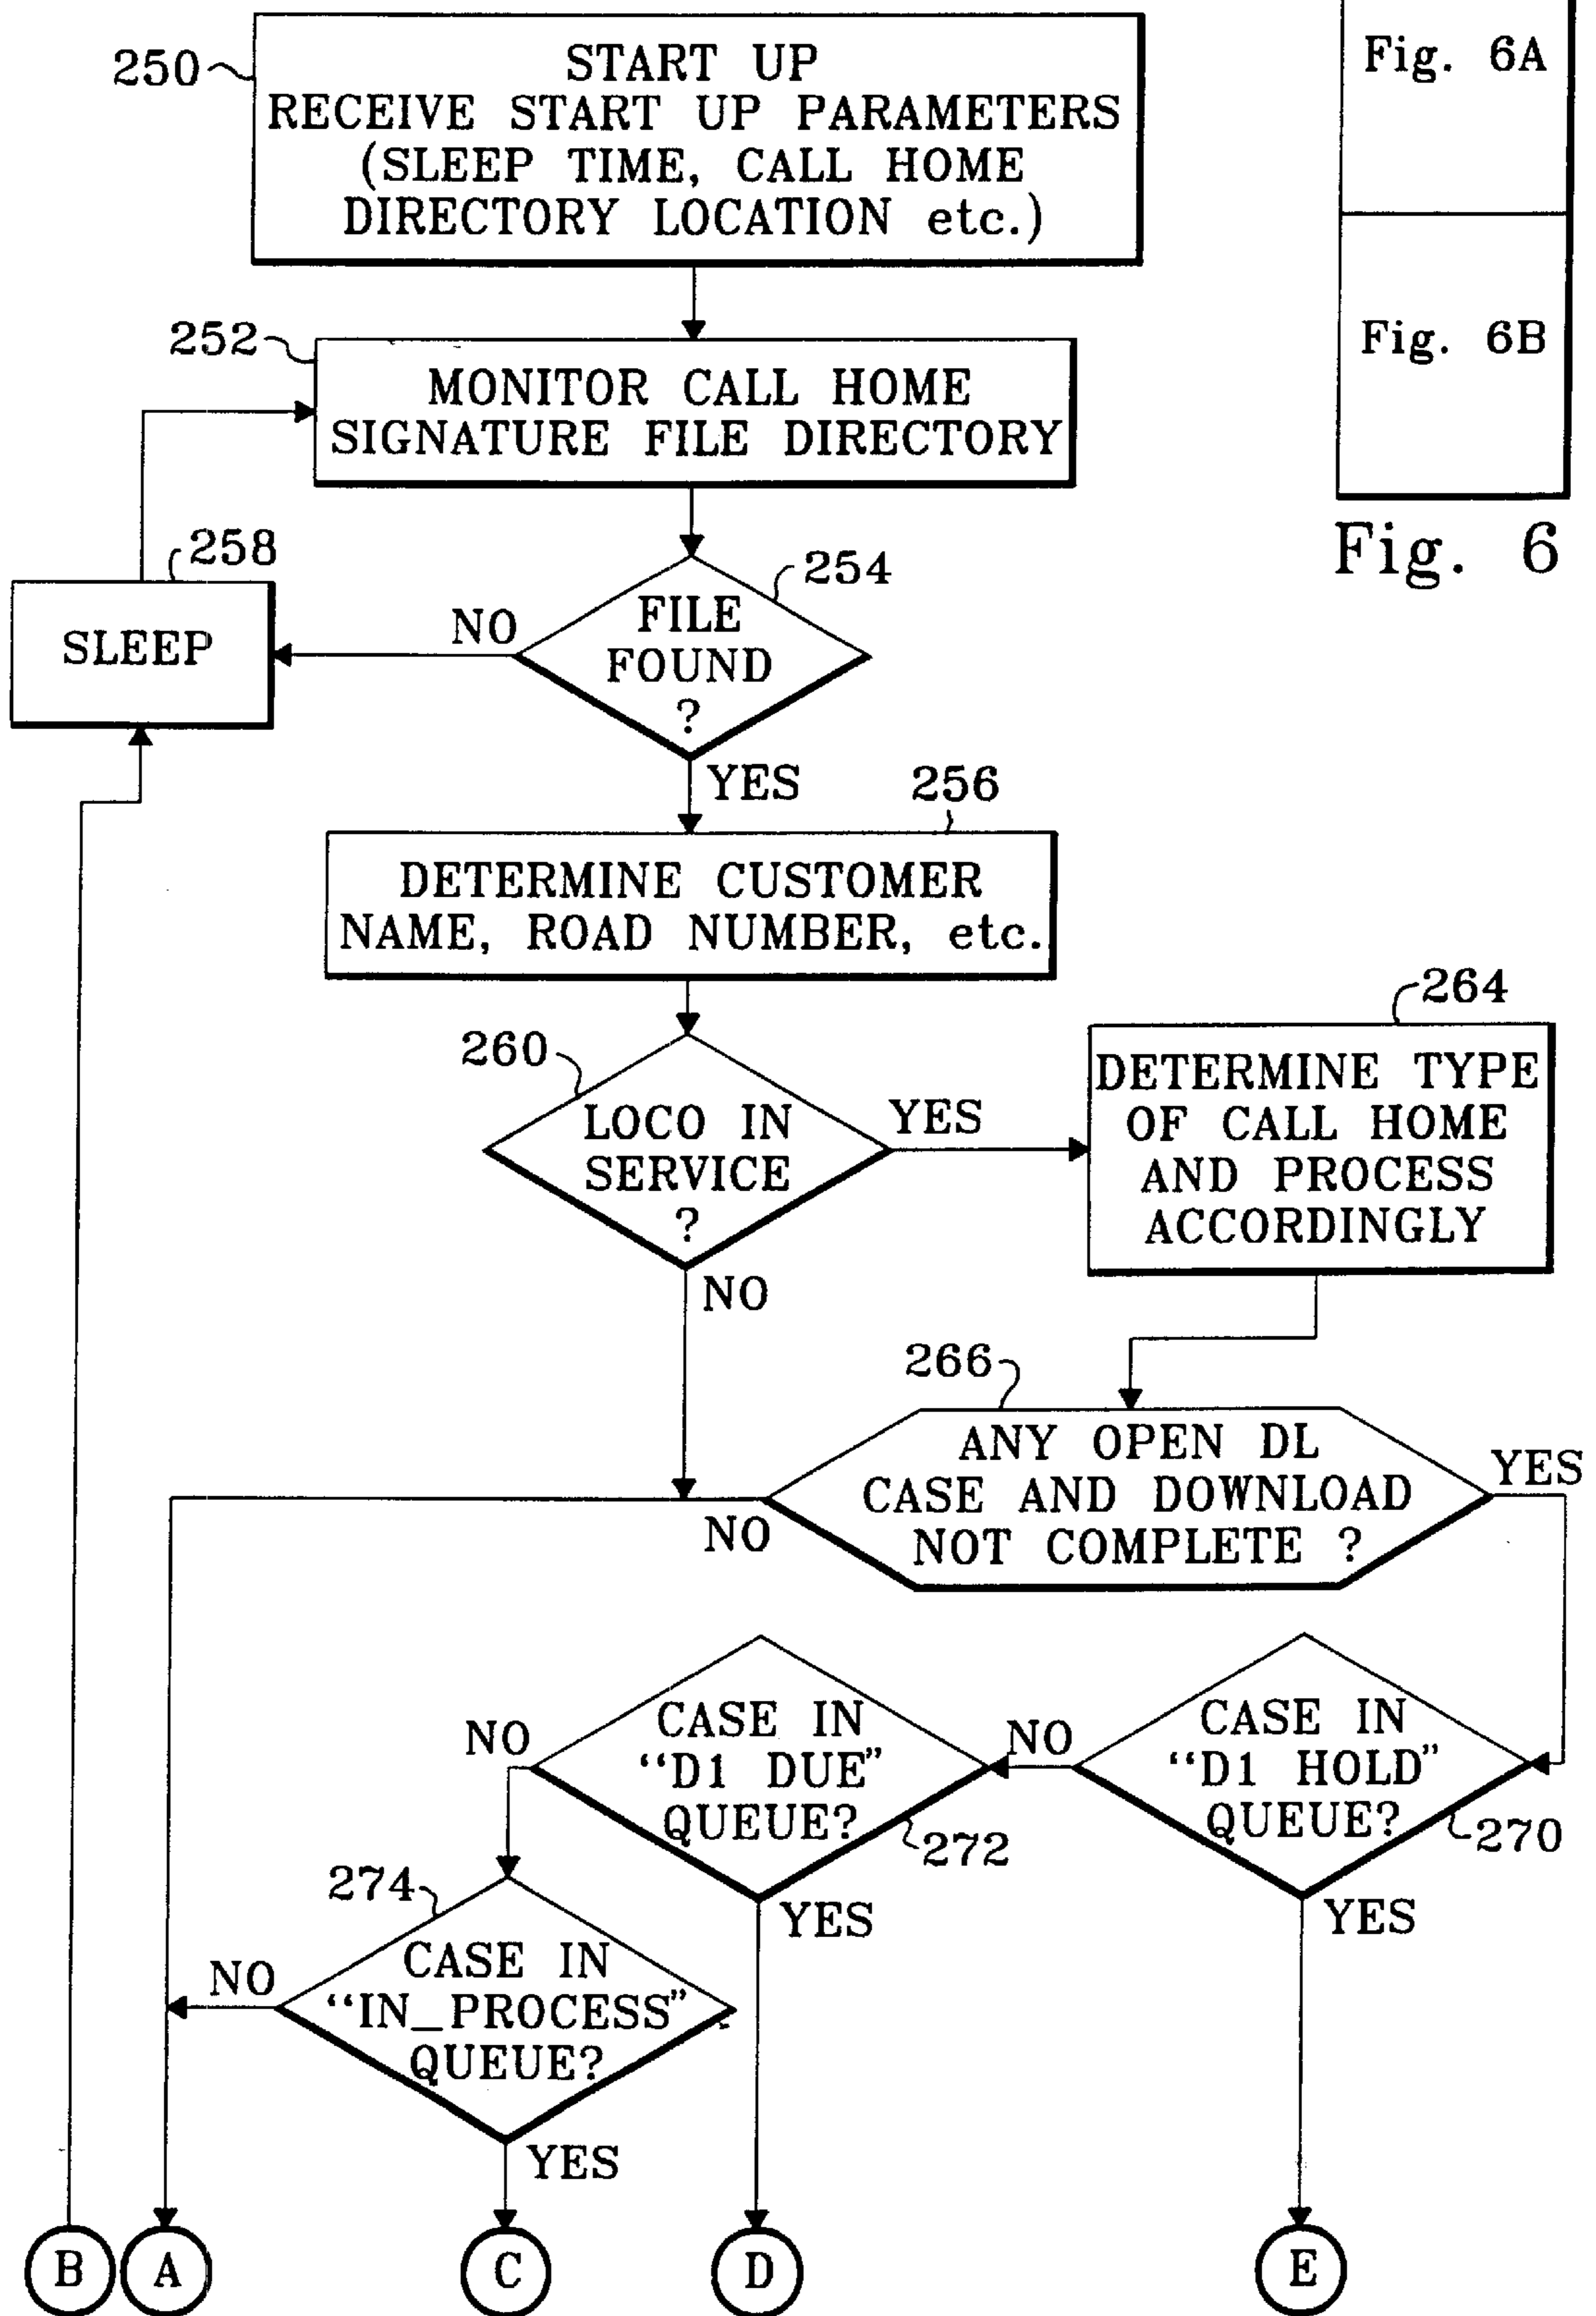 250
START UP
RECEIVE START UP PARAMETERS
(SLEEP TIME, CALL HOME
DIRECTORY LOCATION etc.)
Fig. 6A
Fig. 6B
Fig. 6
252
MONITOR CALL HOME
SIGNATURE FILE DIRECTORY
258
SLEEP
NO
254
FILE
FOUND
?
YES
256
DETERMINE CUSTOMER
NAME, ROAD NUMBER, etc.
260
LOCO IN
SERVICE
?
YES
NO
264
DETERMINE TYPE
OF CALL HOME
AND PROCESS
ACCORDINGLY
266
ANY OPEN DL
CASE AND DOWNLOAD
NOT COMPLETE ?
YES
NO
CASE IN
“D1 HOLD”
QUEUE?
270
NO
YES
CASE IN
“D1 DUE”
QUEUE?
272
NO
YES
274
CASE IN
“IN_PROCESS”
QUEUE?
NO
YES
B
A
C
D
E